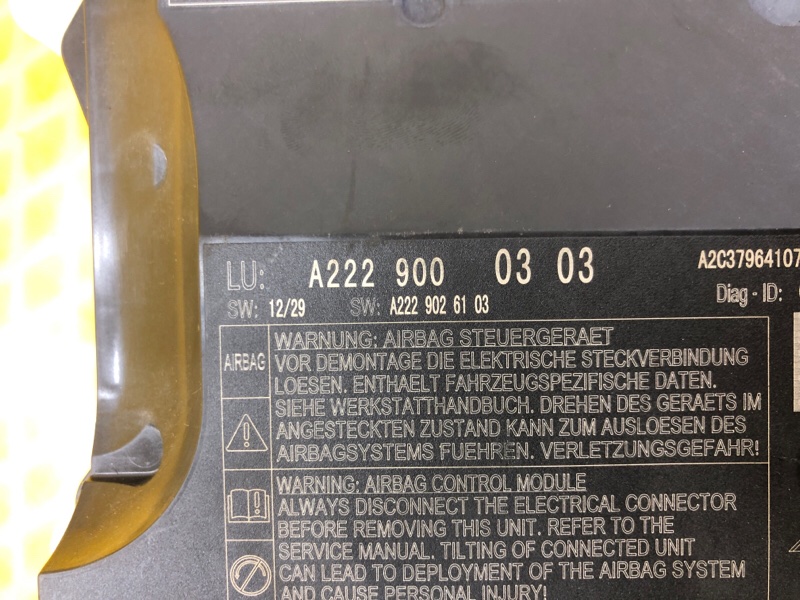 LU: A222 900 03 03
A2C37964107
SW: 12/29 SW: A222 902 61 03
Diag - ID:
AIRBAG
WARNUNG: AIRBAG STEUERGERAET
VOR DEMONTAGE DIE ELEKTRISCHE STECKVERBINDUNG
LOESEN. ENTHAELT FAHRZEUGSPEZIFISCHE DATEN.
SIEHE WERKSTATTHANDBUCH. DREHEN DES GERAETS IM
ANGESTECKTEN ZUSTAND KANN ZUM AUSLOESEN DES
AIRBAGSYSTEMS FUEHREN. VERLETZUNGSGEFAHR!
WARNING: AIRBAG CONTROL MODULE
ALWAYS DISCONNECT THE ELECTRICAL CONNECTOR
BEFORE REMOVING THIS UNIT. REFER TO THE
SERVICE MANUAL. TILTING OF CONNECTED UNIT
CAN LEAD TO DEPLOYMENT OF THE AIRBAG SYSTEM
AND CAUSE PERSONAL INJURY!